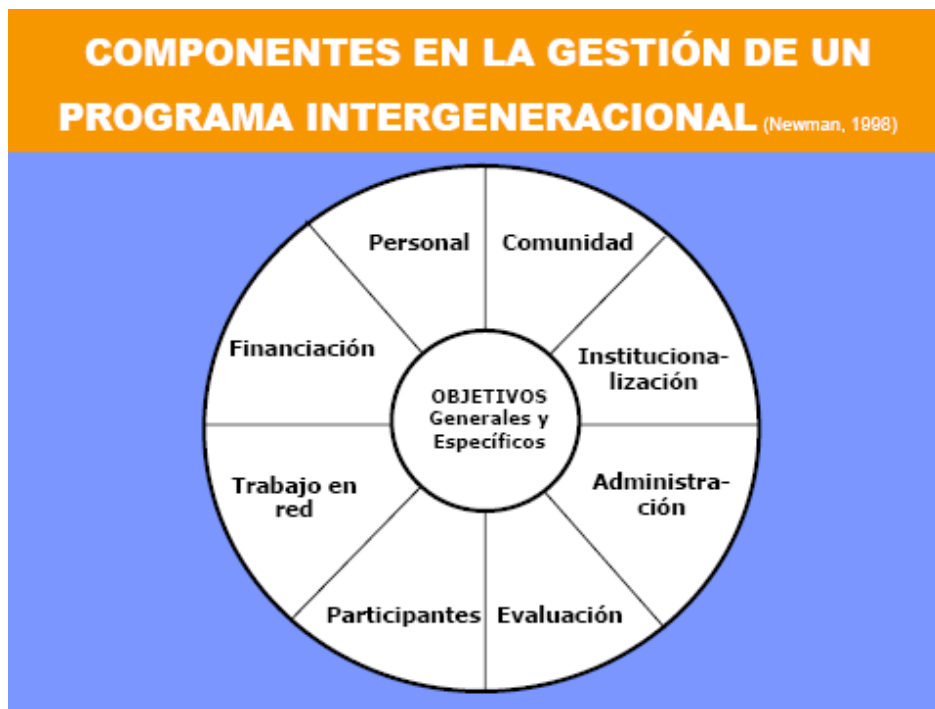 COMPONENTES EN LA GESTIÓN DE UN
PROGRAMA INTERGENERACIONAL (Newman, 1998)
Personal
Comunidad
Financiación
Instituciona-
lización
OBJETIVOS
Generales y
Específicos
Trabajo en
red
Administra-
ción
Participantes
Evaluación